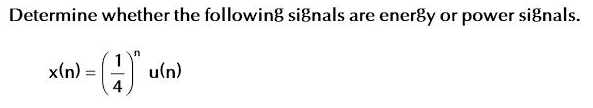 Determine whether the following signals are energy or power signals.
x(n) = (1/4)^n u(n)